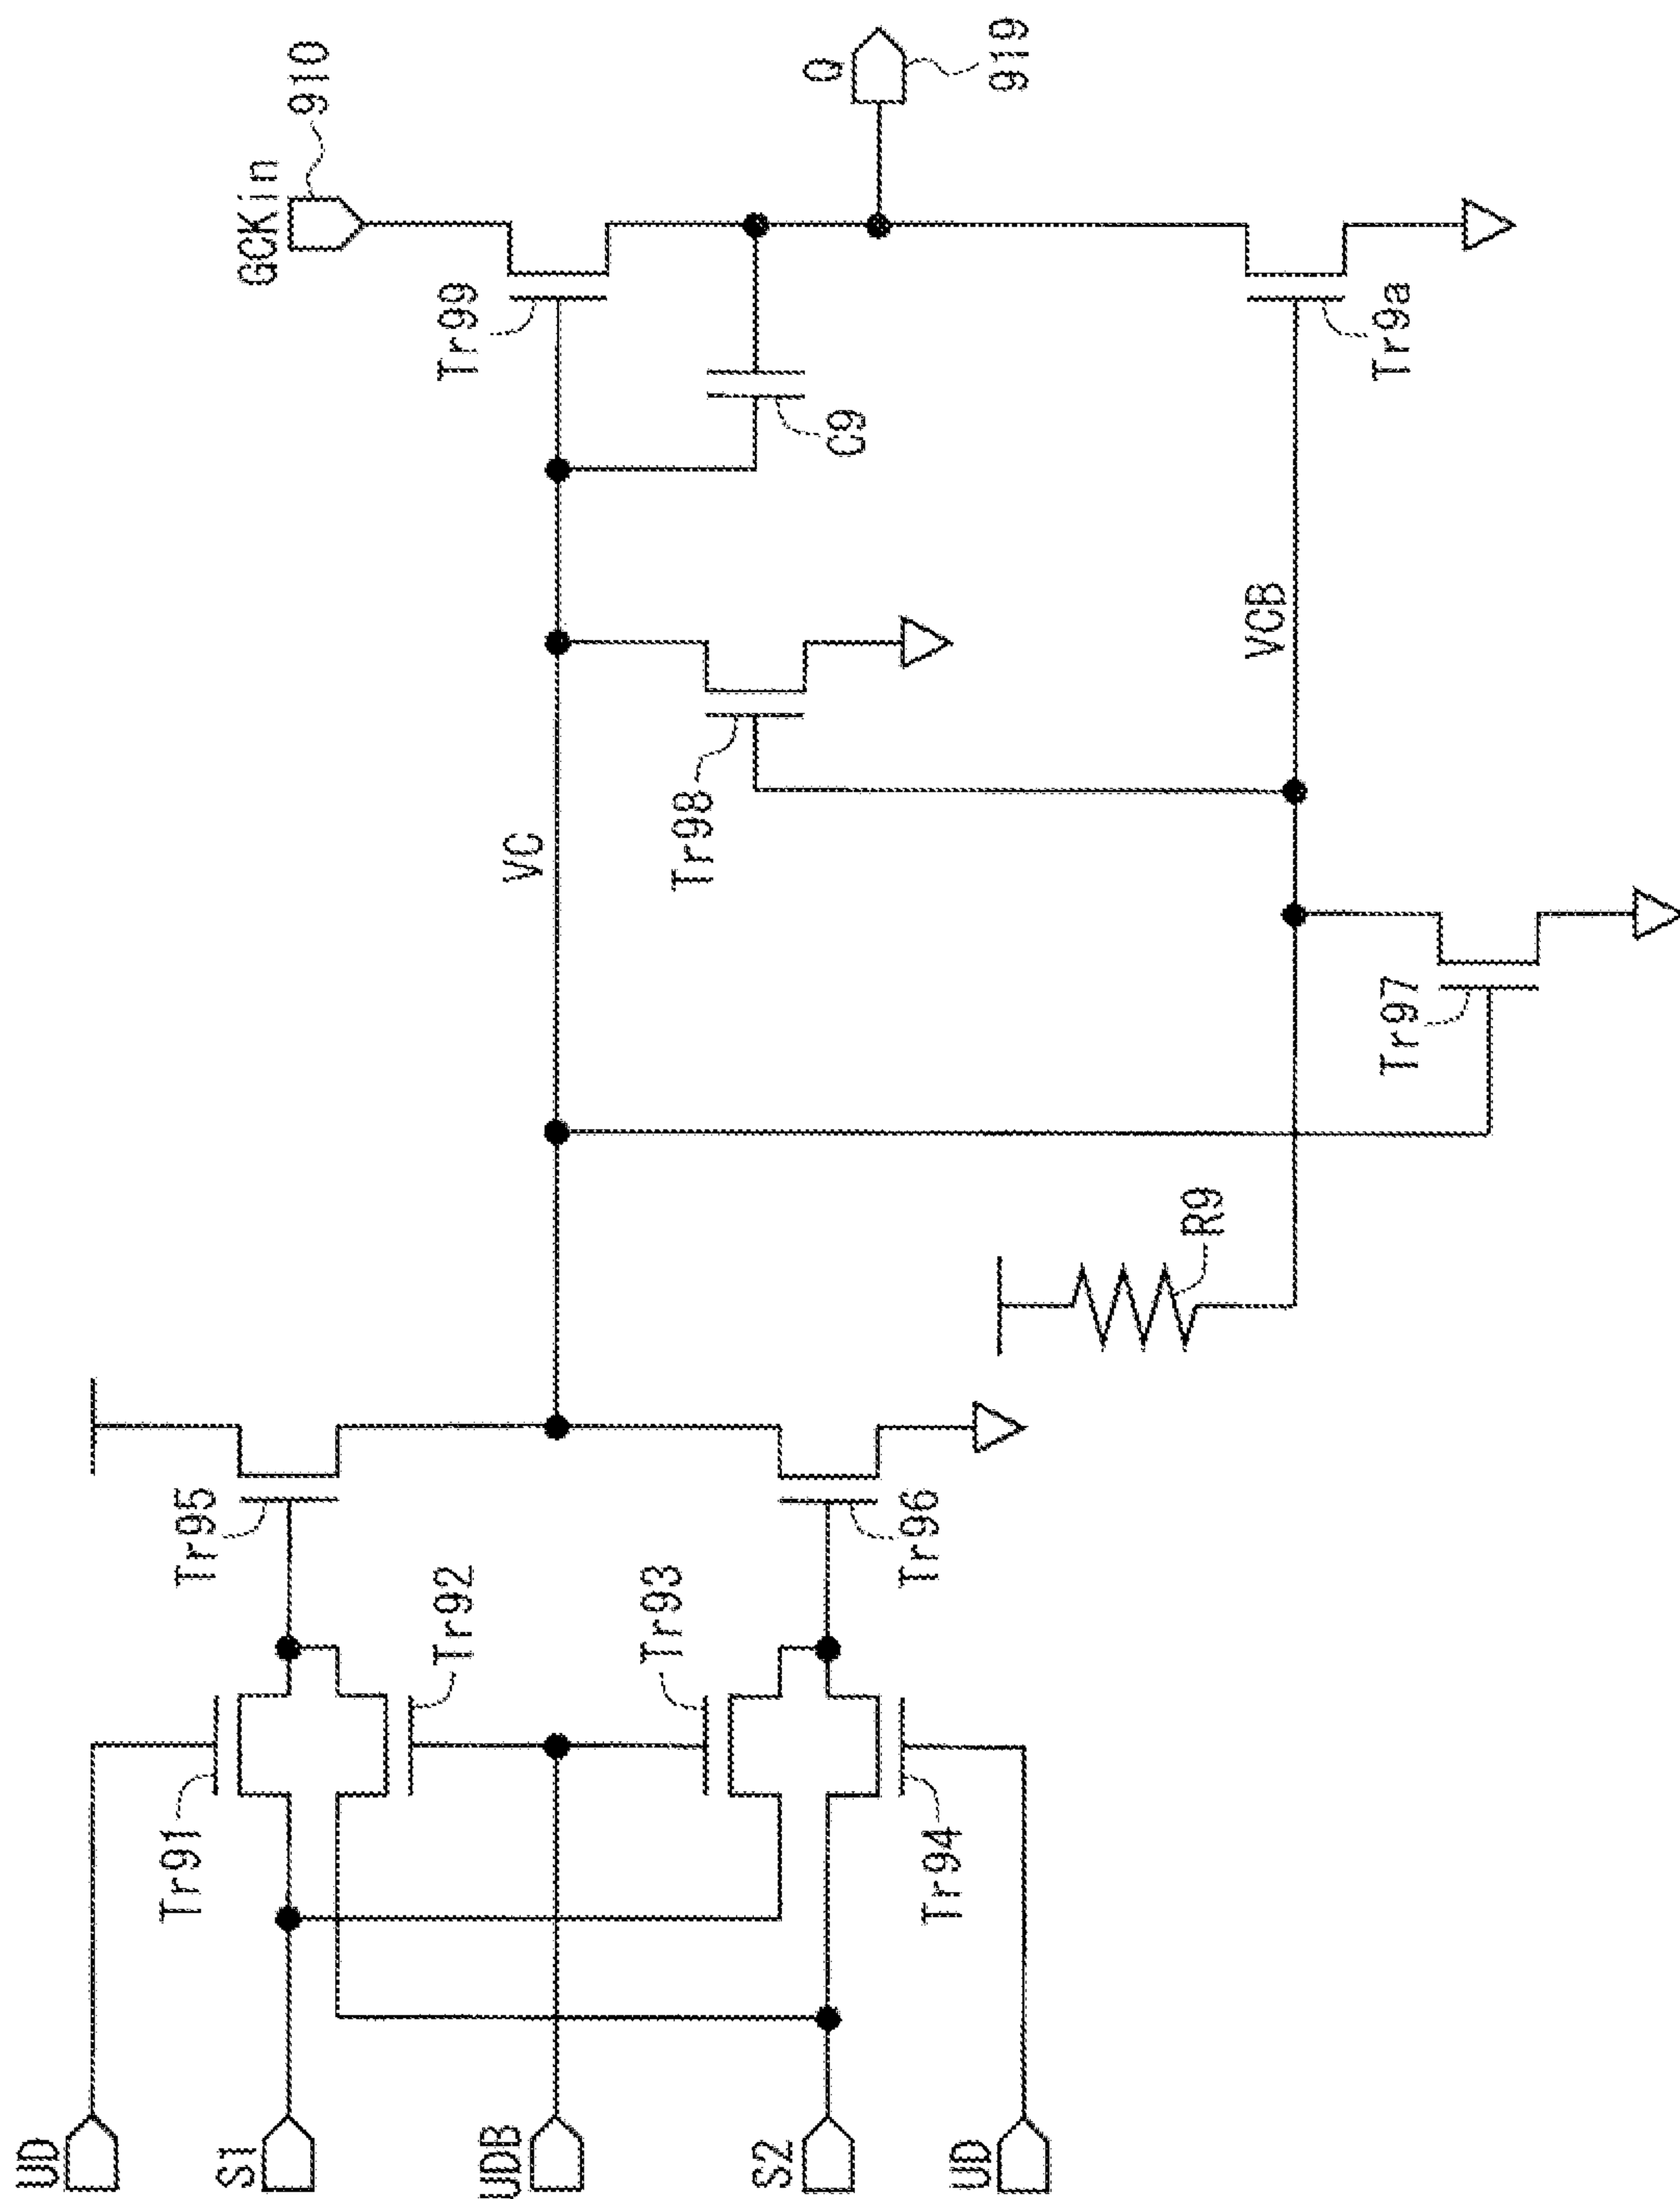 UD
S1
UDB
S2
UD
Tr91
Tr92
Tr93
Tr94
Tr95
Tr96
R9
Tr97
VC
Tr98
VCB
C9
Tr99
Tr9a
GCKin
910
Q
919